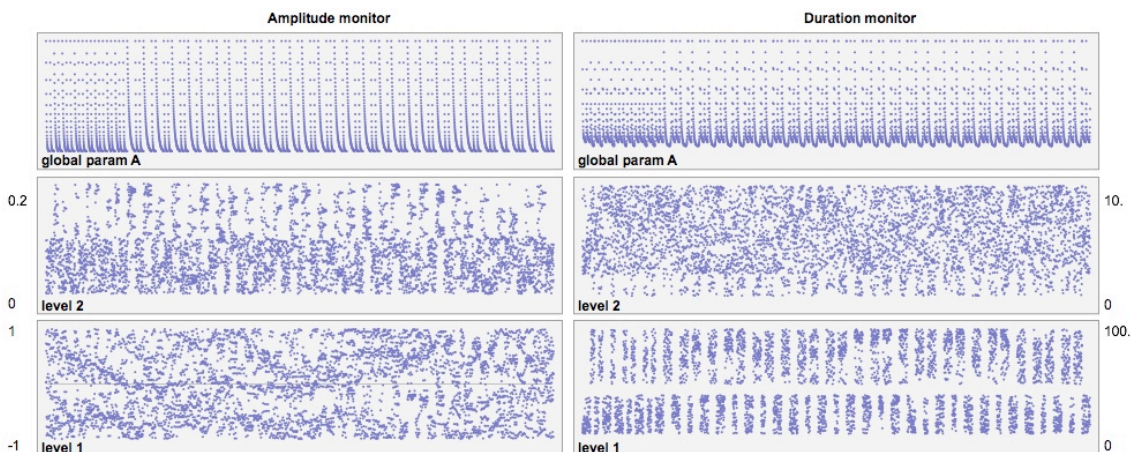 Amplitude monitor
Duration monitor
global param A
global param A
0.2
10.
0
level 2
level 2
0
1
100.
-1
level 1
level 1
0